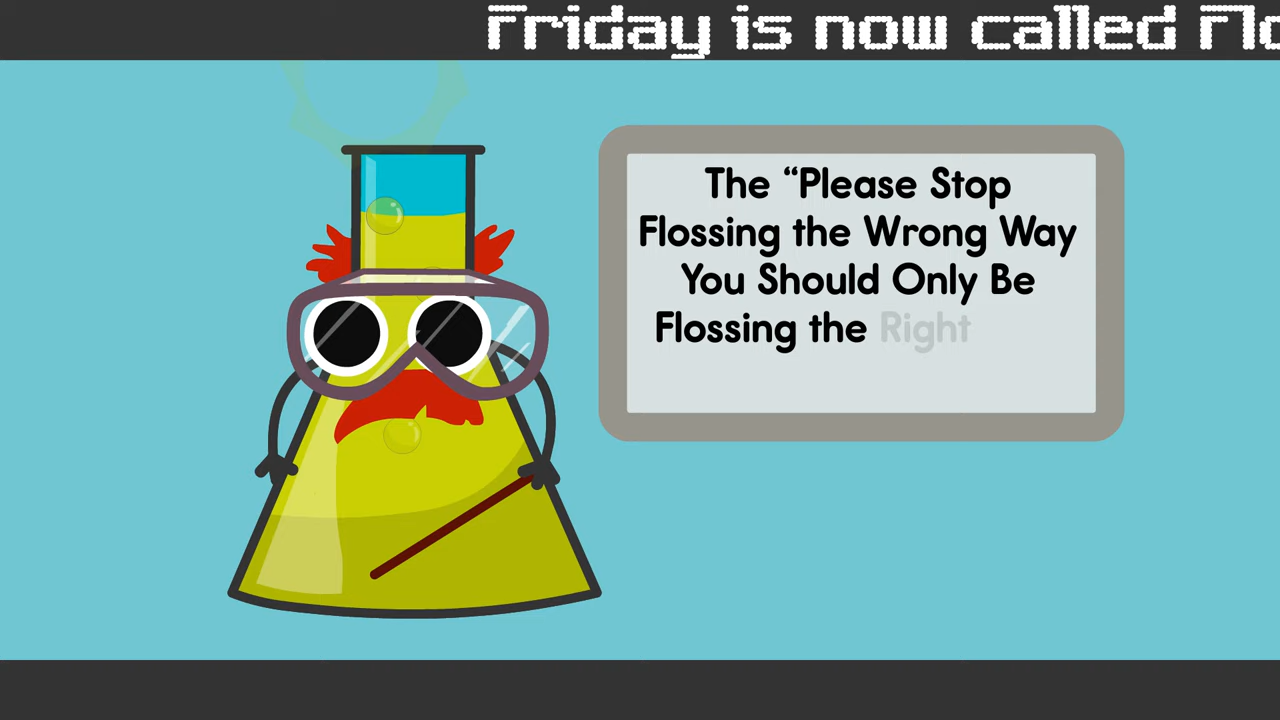 Friday is now called Flo
The “Please Stop
Flossing the Wrong Way
You Should Only Be
Flossing the Right